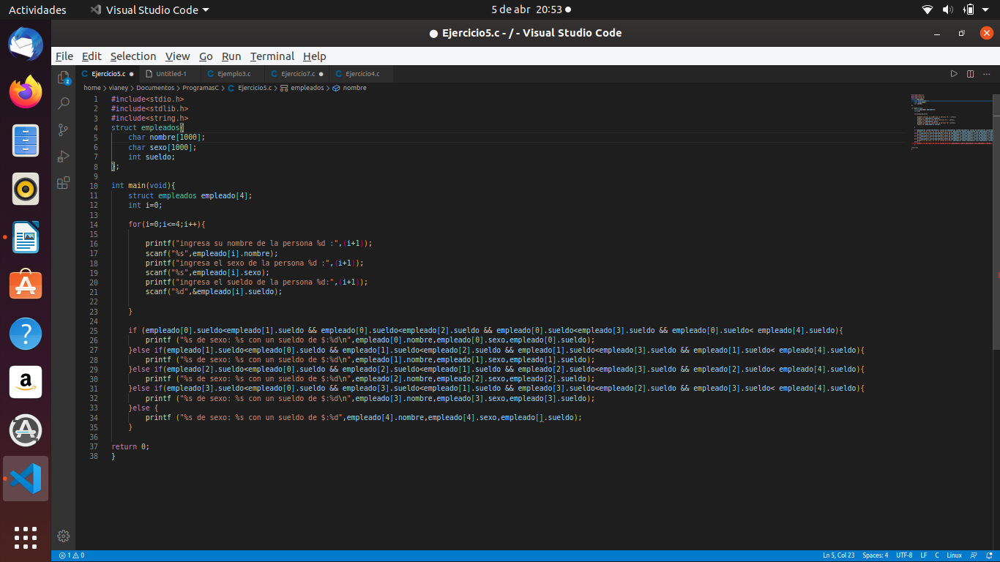 Actividades Visual Studio Code 5 de abr 20:53
Ejercicio5.c - / - Visual Studio Code
File Edit Selection View Go Run Terminal Help
2
C Ejercicio5.c Untitled-1 C Ejemplo3.c C Ejercicio7.c C Ejercicio4.c
home > vianey > Documentos > ProgramasC > C Ejercicio5.c > empleados > nombre
1 #include<stdio.h>
2 #include<stdlib.h>
3 #include<string.h>
4 struct empleados{
5 char nombre[1000];
6 char sexo[1000];
7 int sueldo;
8 };
9
10 int main(void){
11 struct empleados empleado[4];
12 int i=0;
13
14 for(i=0;i<=4;i++){
15
16 printf("ingresa su nombre de la persona %d :",(i+1));
17 scanf("%s",empleado[i].nombre);
18 printf("ingresa el sexo de la persona %d :",(i+1));
19 scanf("%s",empleado[i].sexo);
20 printf("ingresa el sueldo de la persona %d:",(i+1));
21 scanf("%d",&empleado[i].sueldo);
22
23 }
24
25 if (empleado[0].sueldo<empleado[1].sueldo && empleado[0].sueldo<empleado[2].sueldo && empleado[0].sueldo<empleado[3].sueldo && empleado[0].sueldo< empleado[4].sueldo){
26 printf ("%s de sexo: %s con un sueldo de $:%d\n",empleado[0].nombre,empleado[0].sexo,empleado[0].sueldo);
27 }else if(empleado[1].sueldo<empleado[0].sueldo && empleado[1].sueldo<empleado[2].sueldo && empleado[1].sueldo<empleado[3].sueldo && empleado[1].sueldo< empleado[4].sueldo){
28 printf ("%s de sexo: %s con un sueldo de $:%d\n",empleado[1].nombre,empleado[1].sexo,empleado[1].sueldo);
29 }else if(empleado[2].sueldo<empleado[0].sueldo && empleado[2].sueldo<empleado[1].sueldo && empleado[2].sueldo<empleado[3].sueldo && empleado[2].sueldo< empleado[4].sueldo){
30 printf ("%s de sexo: %s con un sueldo de $:%d\n",empleado[2].nombre,empleado[2].sexo,empleado[2].sueldo);
31 }else if(empleado[3].sueldo<empleado[0].sueldo && empleado[3].sueldo<empleado[1].sueldo && empleado[3].sueldo<empleado[2].sueldo && empleado[3].sueldo< empleado[4].sueldo){
32 printf ("%s de sexo: %s con un sueldo de $:%d\n",empleado[3].nombre,empleado[3].sexo,empleado[3].sueldo);
33 }else {
34 printf ("%s de sexo: %s con un sueldo de $:%d",empleado[4].nombre,empleado[4].sexo,empleado[].sueldo);
35 }
36
37 return 0;
38 }
1 0 Ln 5, Col 23 Spaces: 4 UTF-8 LF C Linux